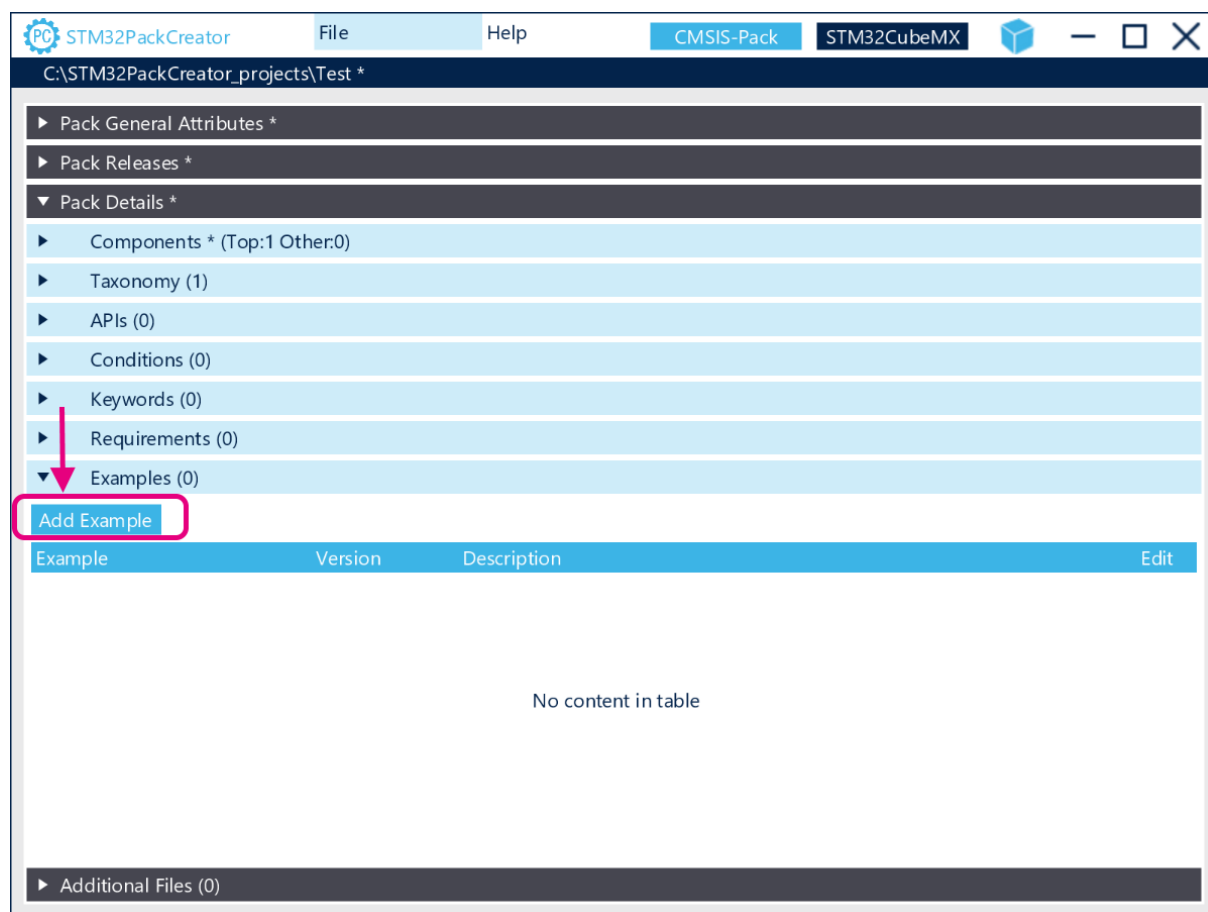 PC STM32PackCreator File Help CMSIS-Pack STM32CubeMX
C:\STM32PackCreator_projects\Test *
Pack General Attributes *
Pack Releases *
Pack Details *
Components * (Top:1 Other:0)
Taxonomy (1)
APIs (0)
Conditions (0)
Keywords (0)
Requirements (0)
Examples (0)
Add Example
Example Version Description Edit
No content in table
Additional Files (0)